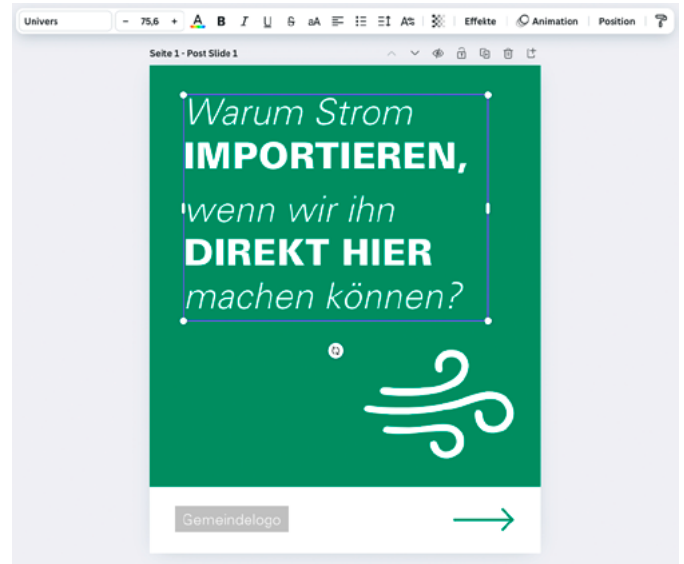 Univers – 75,6 + A B I U S aA Effekte Animation Position
Seite 1 - Post Slide 1
Warum Strom
IMPORTIEREN,
wenn wir ihn
DIREKT HIER
machen können?
Gemeindelogo